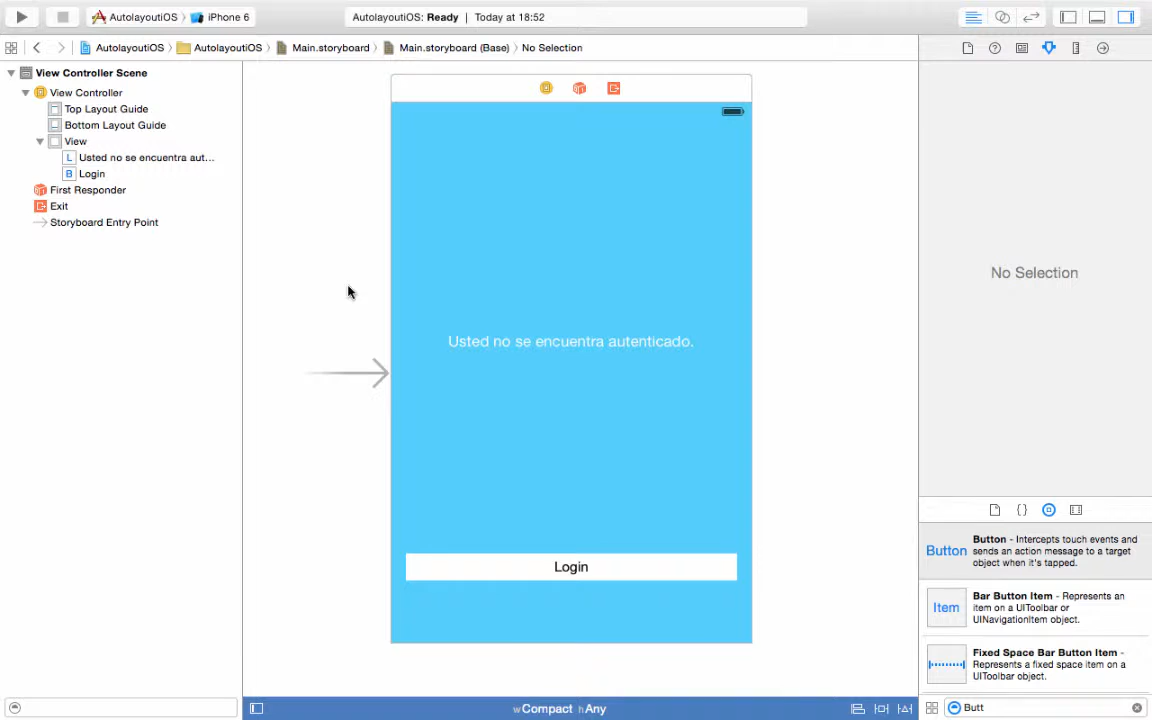 AutolayoutiOS
iPhone 6
AutolayoutiOS: Ready | Today at 18:52
AutolayoutiOS
AutolayoutiOS
Main.storyboard
Main.storyboard (Base)
No Selection
View Controller Scene
View Controller
Top Layout Guide
Bottom Layout Guide
View
L Usted no se encuentra aut...
B Login
First Responder
Exit
Storyboard Entry Point
Usted no se encuentra autenticado.
Login
wCompact hAny
No Selection
Button
Button - Intercepts touch events and
sends an action message to a target
object when it's tapped.
Item
Bar Button Item - Represents an
item on a UIToolbar or
UINavigationItem object.
Fixed Space Bar Button Item -
Represents a fixed space item on a
UIToolbar object.
Butt